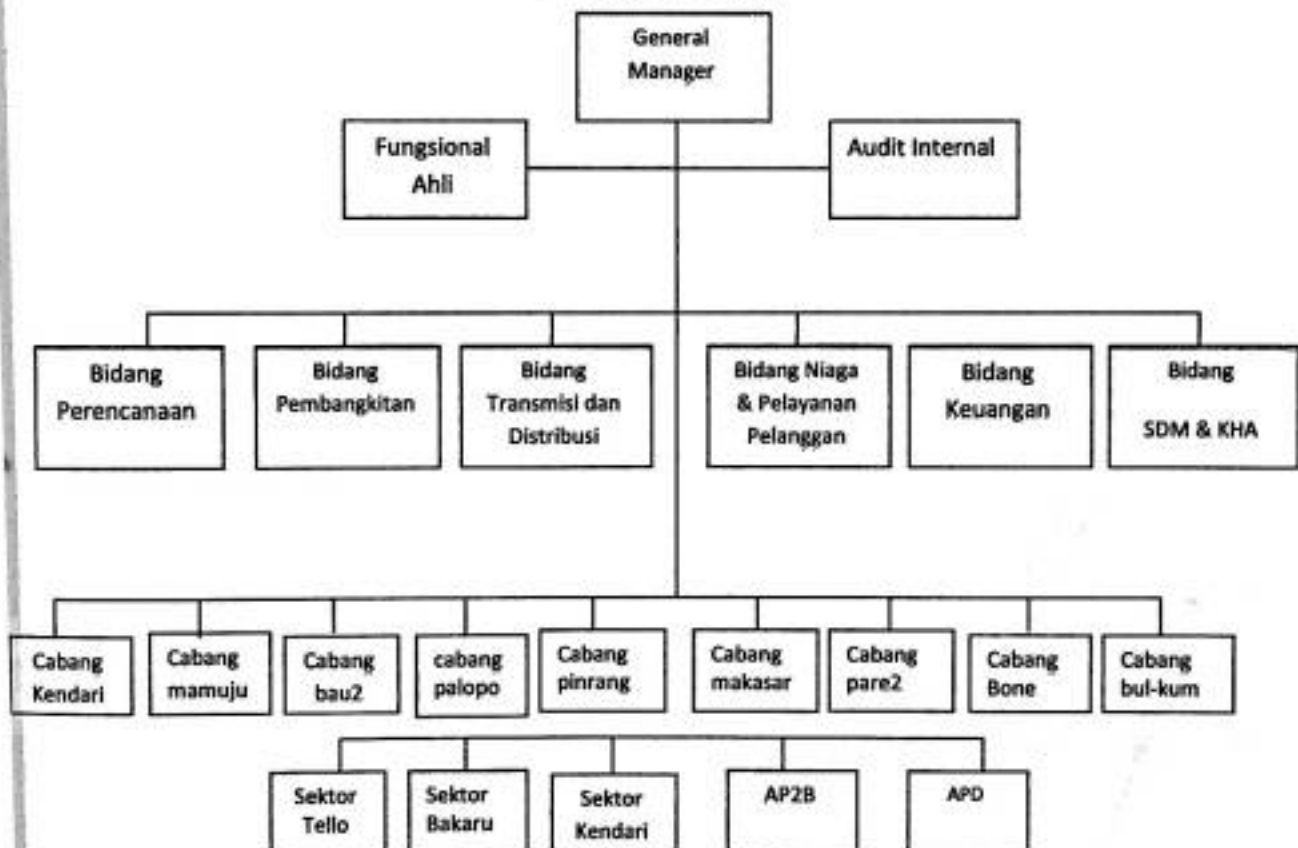 General
Manager
Fungsional
Ahli
Audit Internal
Bidang
Perencanaan
Bidang
Pembangkitan
Bidang
Transmisi dan
Distribusi
Bidang Niaga
& Pelayanan
Pelanggan
Bidang
Keuangan
Bidang
SDM & KHA
Cabang
Kendari
Cabang
mamuju
Cabang
bau2
cabang
palopo
Cabang
pinrang
Cabang
makasar
Cabang
pare2
Cabang
Bone
Cabang
bul-kum
Sektor
Tello
Sektor
Bakaru
Sektor
Kendari
AP2B
APD